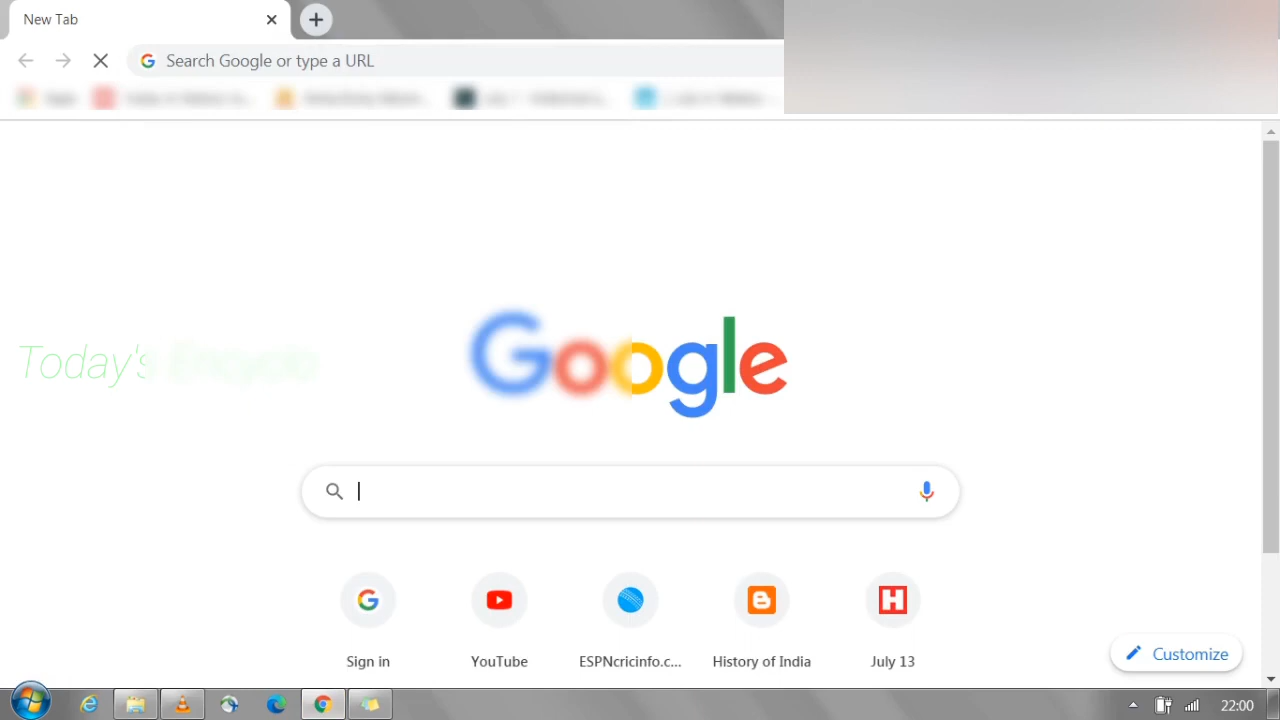 New Tab
Search Google or type a URL
Today's
Google
Sign in
YouTube
ESPNcricinfo.c...
History of India
July 13
Customize
22:00